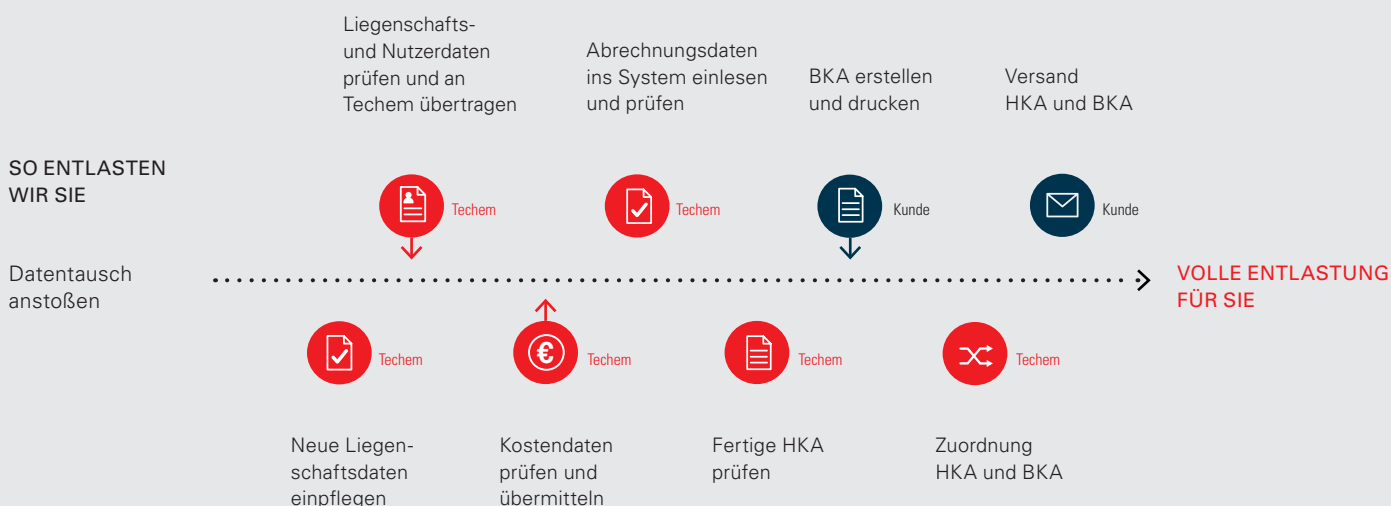 Liegenschafts-
und Nutzerdaten
prüfen und an
Techem übertragen
Abrechnungsdaten
ins System einlesen
und prüfen
BKA erstellen
und drucken
Versand
HKA und BKA
SO ENTLASTEN
WIR SIE
Techem
Techem
Kunde
Kunde
Datentausch
anstoßen
VOLLE ENTLASTUNG
FÜR SIE
Techem
€
Techem
Techem
Techem
Neue Liegen-
schaftsdaten
einpflegen
Kostendaten
prüfen und
übermitteln
Fertige HKA
prüfen
Zuordnung
HKA und BKA